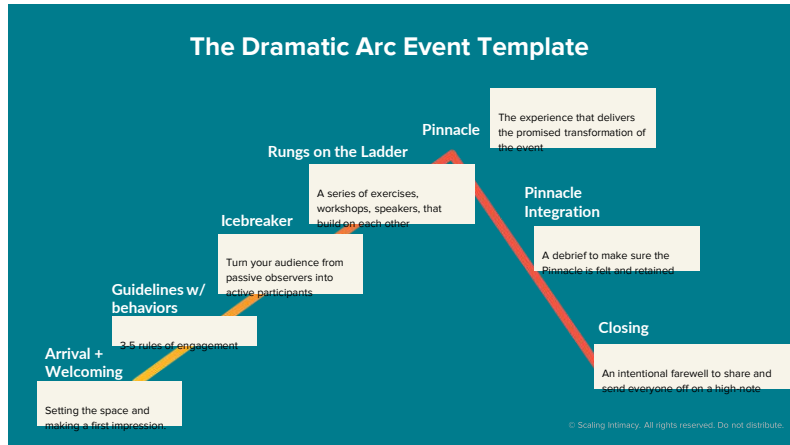 The Dramatic Arc Event Template
Pinnacle
The experience that delivers
the promised transformation of
the event
Rungs on the Ladder
A series of exercises,
workshops, speakers, that
build on each other
Pinnacle
Integration
A debrief to make sure the
Pinnacle is felt and retained
Icebreaker
Turn your audience from
passive observers into
active participants
Guidelines w/
behaviors
3-5 rules of engagement
Closing
An intentional farewell to share and
send everyone off on a high-note
Arrival +
Welcoming
Setting the space and
making a first impression.
© Scaling Intimacy. All rights reserved. Do not distribute.